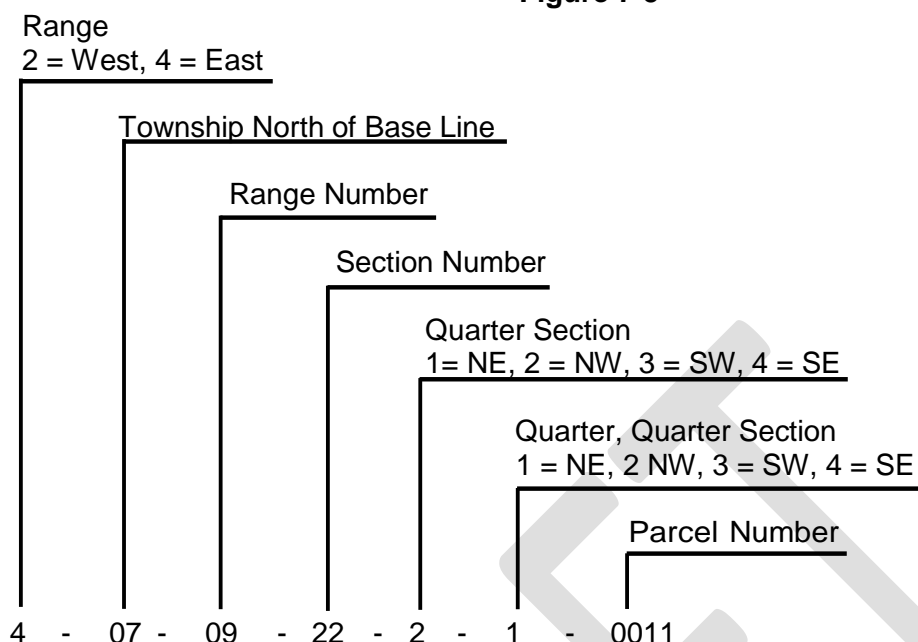 Range
2 = West, 4 = East
Township North of Base Line
Range Number
Section Number
Quarter Section
1= NE, 2 = NW, 3 = SW, 4 = SE
Quarter, Quarter Section
1 = NE, 2 NW, 3 = SW, 4 = SE
Parcel Number
4 - 07 - 09 - 22 - 2 - 1 - 0011